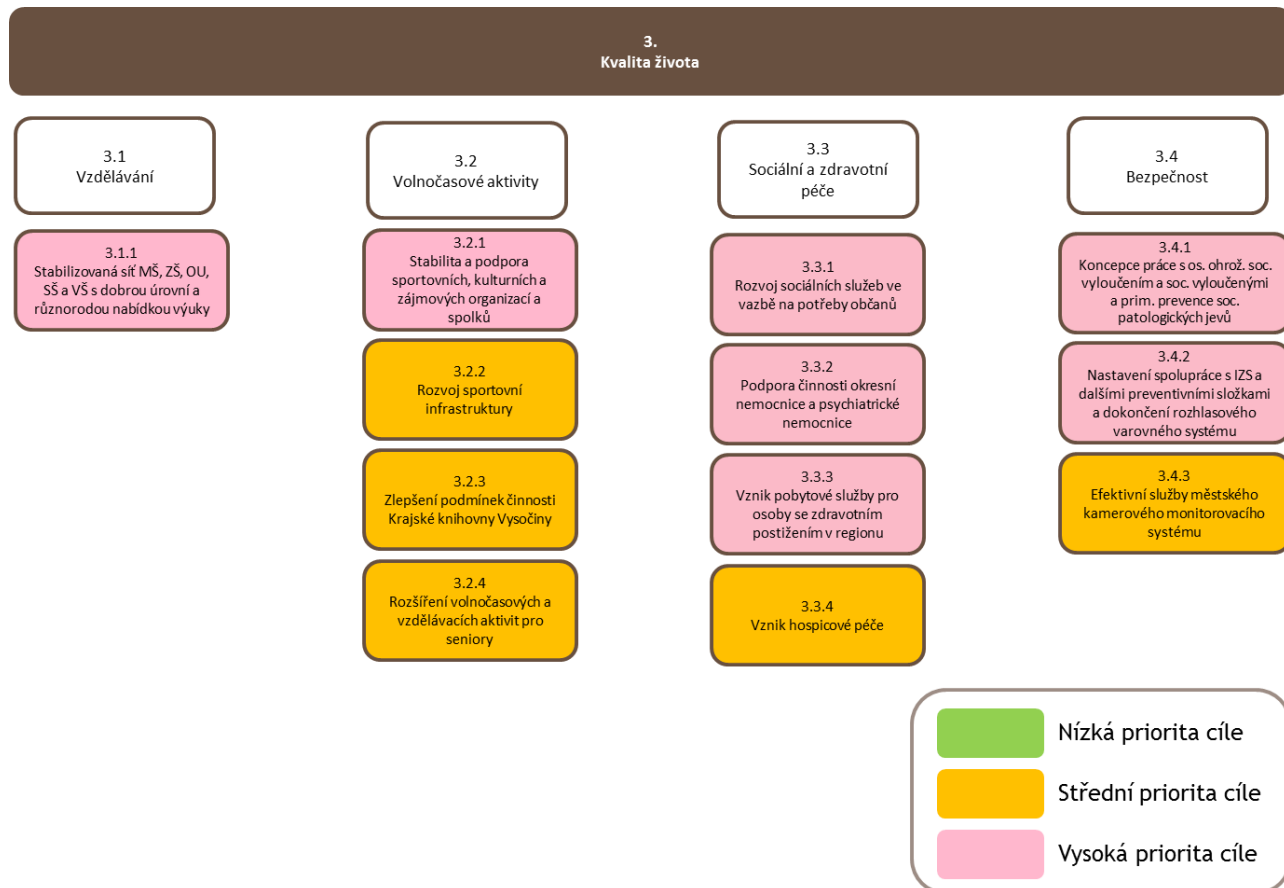 3.
Kvalita života
3.1
Vzdělávání
3.1.1
Stabilizovaná síť MŠ, ZŠ, OU,
SŠ a VŠ s dobrou úrovní a
různorodou nabídkou výuky
3.2
Volnočasové aktivity
3.2.1
Stabilita a podpora
sportovních, kulturních a
zájmových organizací a
spolků
3.2.2
Rozvoj sportovní
infrastruktury
3.2.3
Zlepšení podmínek činnosti
Krajské knihovny Vysočiny
3.2.4
Rozšíření volnočasových a
vzdělávacích aktivit pro
seniory
3.3
Sociální a zdravotní
péče
3.3.1
Rozvoj sociálních služeb ve
vazbě na potřeby občanů
3.3.2
Podpora činnosti okresní
nemocnice a psychiatrické
nemocnice
3.3.3
Vznik pobytové služby pro
osoby se zdravotním
postižením v regionu
3.3.4
Vznik hospicové péče
3.4
Bezpečnost
3.4.1
Koncepce práce s os. ohrož. soc.
vyloučením a soc. vyloučenými
a prim. prevence soc.
patologických jevů
3.4.2
Nastavení spolupráce s IZS a
dalšími preventivními složkami
a dokončení rozhlasového
varovného systému
3.4.3
Efektivní služby městského
kamerového monitorovacího
systému
Nízká priorita cíle
Střední priorita cíle
Vysoká priorita cíle